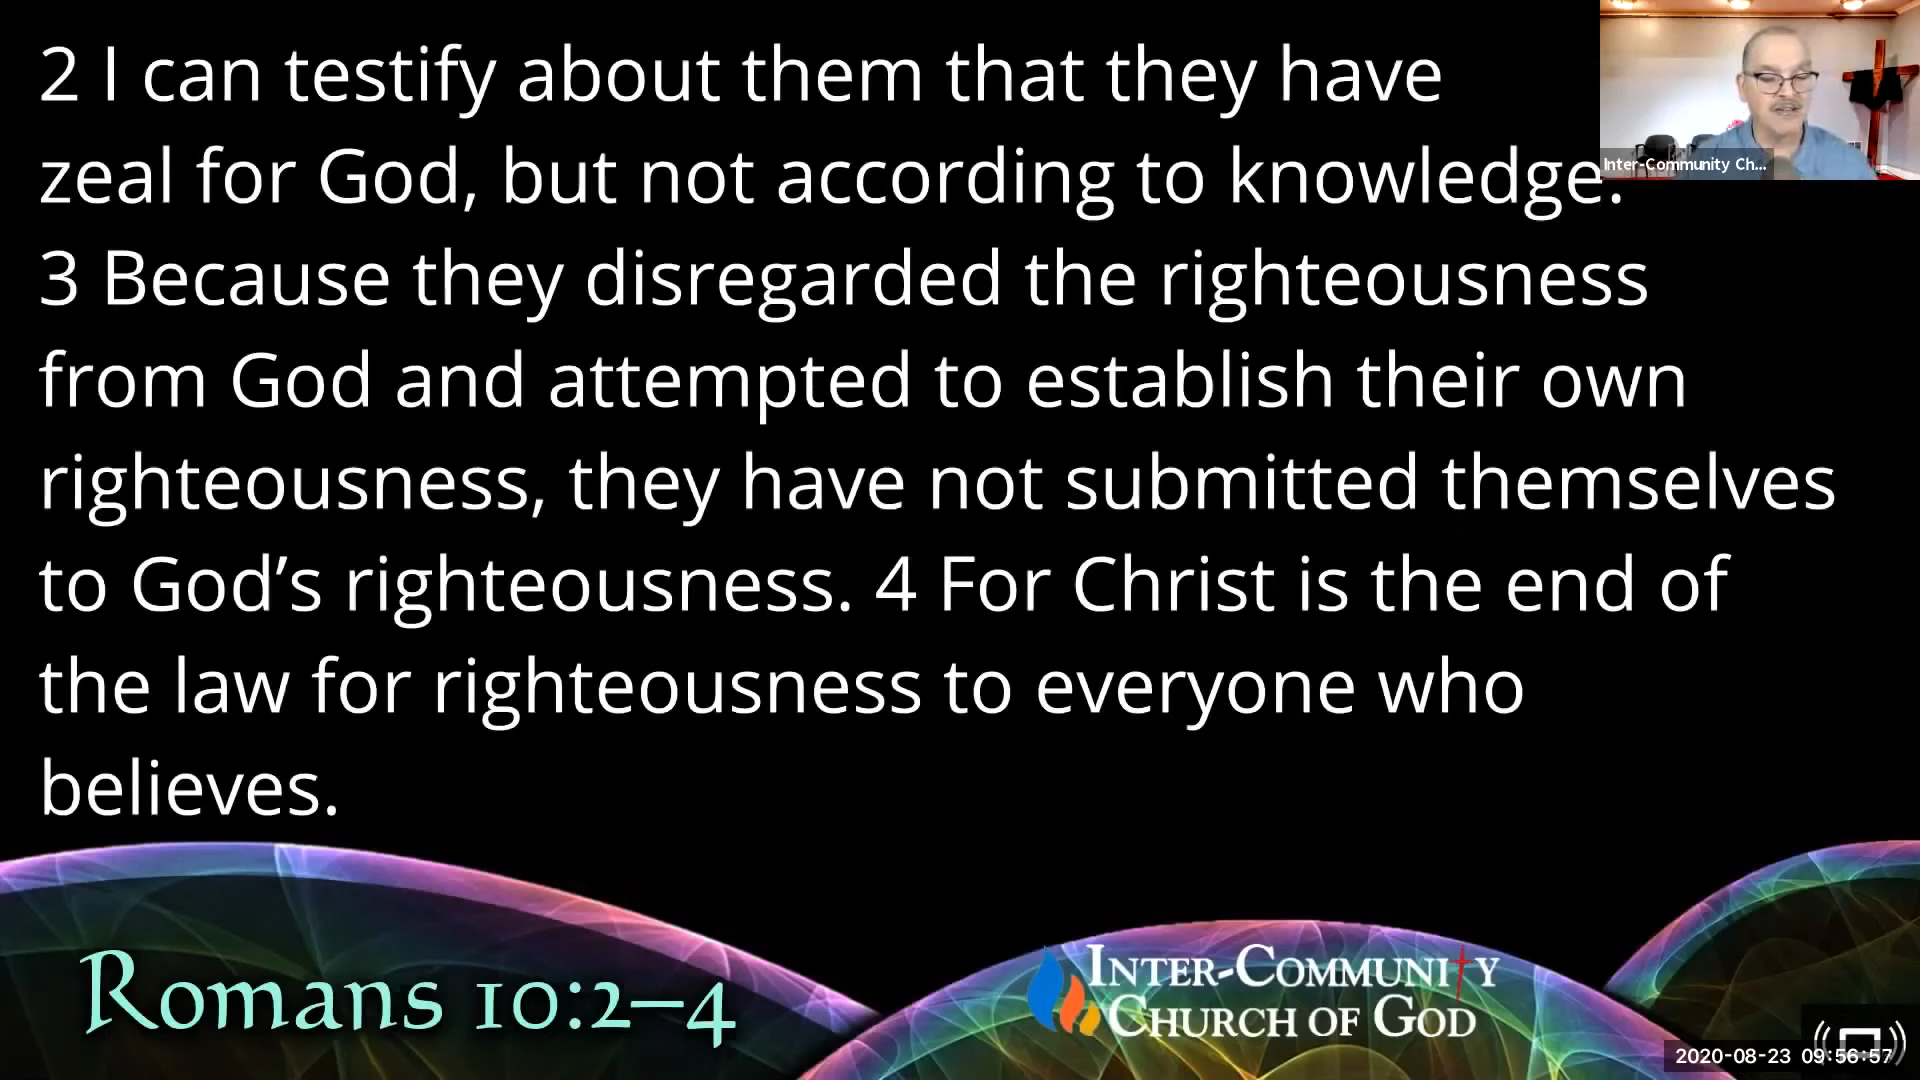 2 I can testify about them that they have
zeal for God, but not according to knowledge.
3 Because they disregarded the righteousness
from God and attempted to establish their own
righteousness, they have not submitted themselves
to God’s righteousness. 4 For Christ is the end of
the law for righteousness to everyone who
believes.
Inter-Community Ch...
Romans 10:2–4
INTER-COMMUNITY
CHURCH OF GOD
2020-08-23 09:56:57